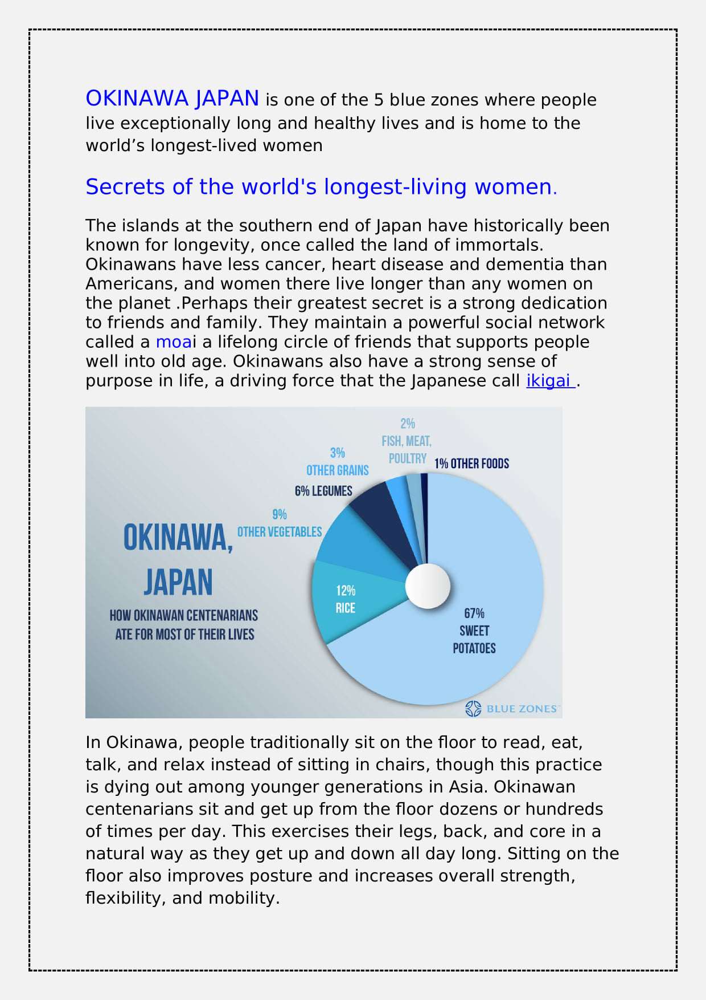 OKINAWA JAPAN is one of the 5 blue zones where people
live exceptionally long and healthy lives and is home to the
world’s longest-lived women
Secrets of the world's longest-living women.
The islands at the southern end of Japan have historically been
known for longevity, once called the land of immortals.
Okinawans have less cancer, heart disease and dementia than
Americans, and women there live longer than any women on
the planet .Perhaps their greatest secret is a strong dedication
to friends and family. They maintain a powerful social network
called a moai a lifelong circle of friends that supports people
well into old age. Okinawans also have a strong sense of
purpose in life, a driving force that the Japanese call ikigai .
2%
FISH, MEAT,
POULTRY
1% OTHER FOODS
3%
OTHER GRAINS
6% LEGUMES
9%
OTHER VEGETABLES
OKINAWA,
JAPAN
HOW OKINAWAN CENTENARIANS
ATE FOR MOST OF THEIR LIVES
12%
RICE
67%
SWEET
POTATOES
BLUE ZONES
In Okinawa, people traditionally sit on the floor to read, eat,
talk, and relax instead of sitting in chairs, though this practice
is dying out among younger generations in Asia. Okinawan
centenarians sit and get up from the floor dozens or hundreds
of times per day. This exercises their legs, back, and core in a
natural way as they get up and down all day long. Sitting on the
floor also improves posture and increases overall strength,
flexibility, and mobility.